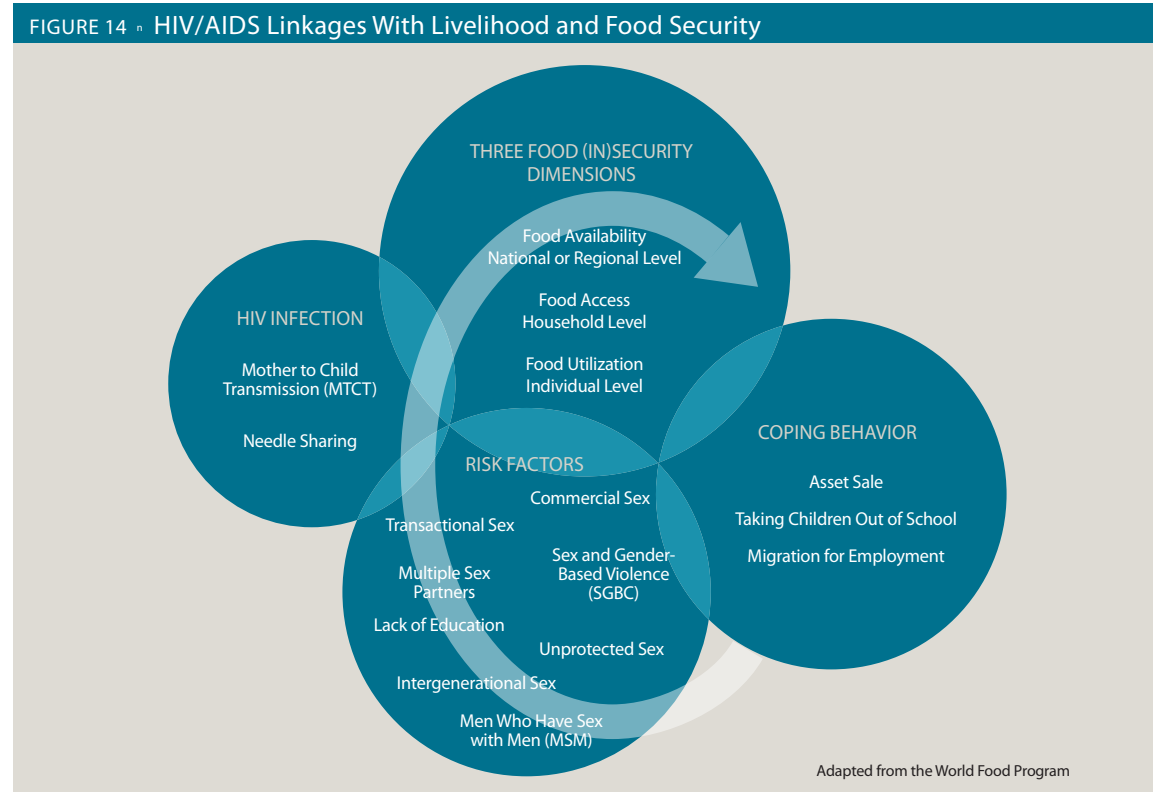 FIGURE 14 n HIV/AIDS Linkages With Livelihood and Food Security
THREE FOOD (IN)SECURITY
DIMENSIONS
Food Availability
National or Regional Level
Food Access
Household Level
Food Utilization
Individual Level
HIV INFECTION
Mother to Child
Transmission (MTCT)
Needle Sharing
COPING BEHAVIOR
Asset Sale
Taking Children Out of School
Migration for Employment
RISK FACTORS
Commercial Sex
Transactional Sex
Sex and Gender-
Based Violence
(SGBC)
Multiple Sex
Partners
Lack of Education
Unprotected Sex
Intergenerational Sex
Men Who Have Sex
with Men (MSM)
Adapted from the World Food Program